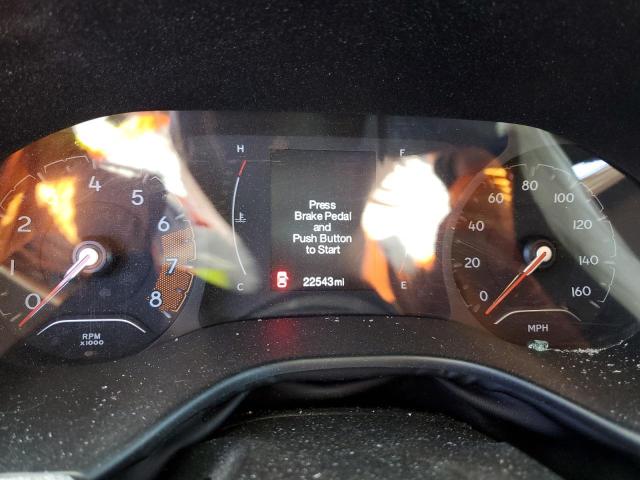 0
1
2
3
4
5
6
7
8
RPM
X1000
H
C
Press
Brake Pedal
and
Push Button
to Start
22543mi
F
E
0
20
40
60
80
100
120
140
160
MPH